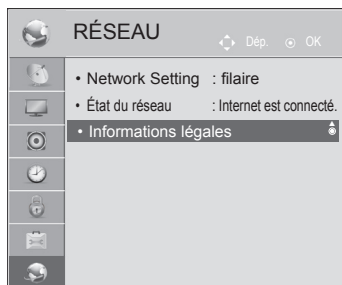 RÉSEAU
Dép. OK
• Network Setting : filaire
• État du réseau : Internet est connecté.
• Informations légales